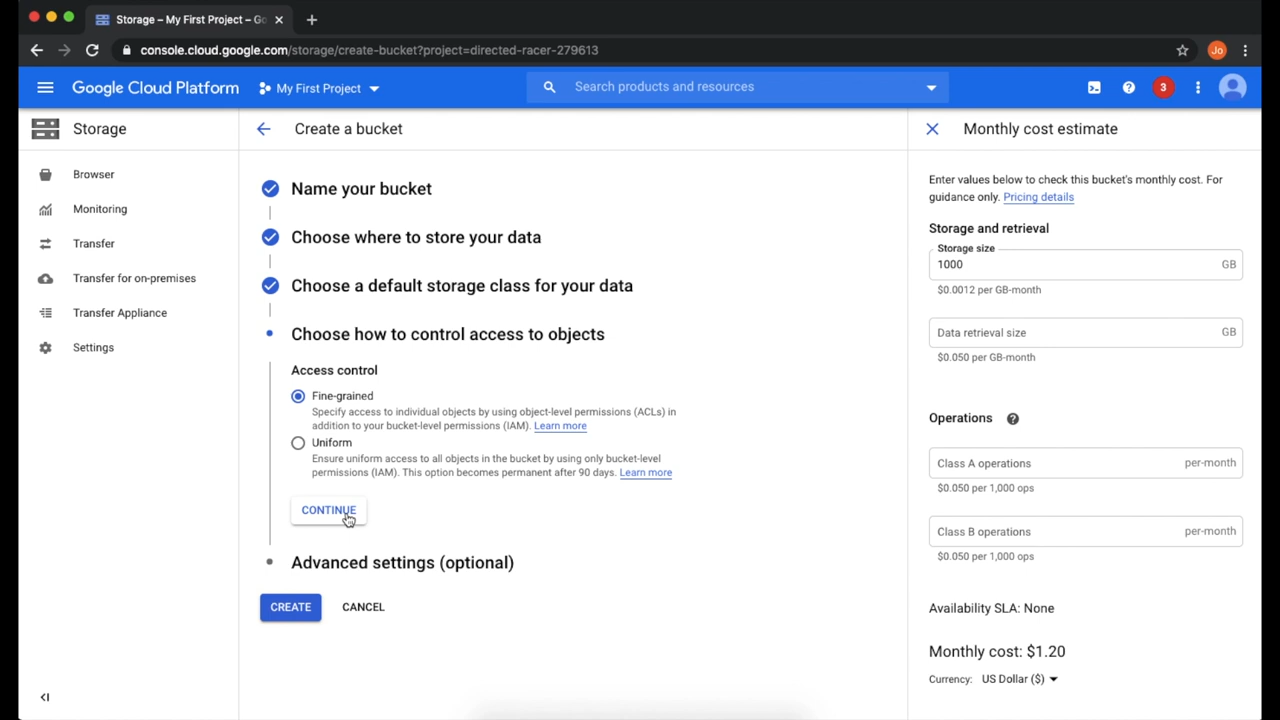 Storage – My First Project – Go
console.cloud.google.com/storage/create-bucket?project=directed-racer-279613
Jo
Google Cloud Platform
My First Project
Search products and resources
3
Storage
Create a bucket
Monthly cost estimate
Browser
Monitoring
Transfer
Transfer for on-premises
Transfer Appliance
Settings
Name your bucket
Choose where to store your data
Choose a default storage class for your data
Choose how to control access to objects
Access control
Fine-grained
Specify access to individual objects by using object-level permissions (ACLs) in
addition to your bucket-level permissions (IAM). Learn more
Uniform
Ensure uniform access to all objects in the bucket by using only bucket-level
permissions (IAM). This option becomes permanent after 90 days. Learn more
CONTINUE
Advanced settings (optional)
CREATE CANCEL
Enter values below to check this bucket's monthly cost. For
guidance only. Pricing details
Storage and retrieval
Storage size
1000 GB
$0.0012 per GB-month
Data retrieval size GB
$0.050 per GB-month
Operations
Class A operations per-month
$0.050 per 1,000 ops
Class B operations per-month
$0.050 per 1,000 ops
Availability SLA: None
Monthly cost: $1.20
Currency: US Dollar ($)